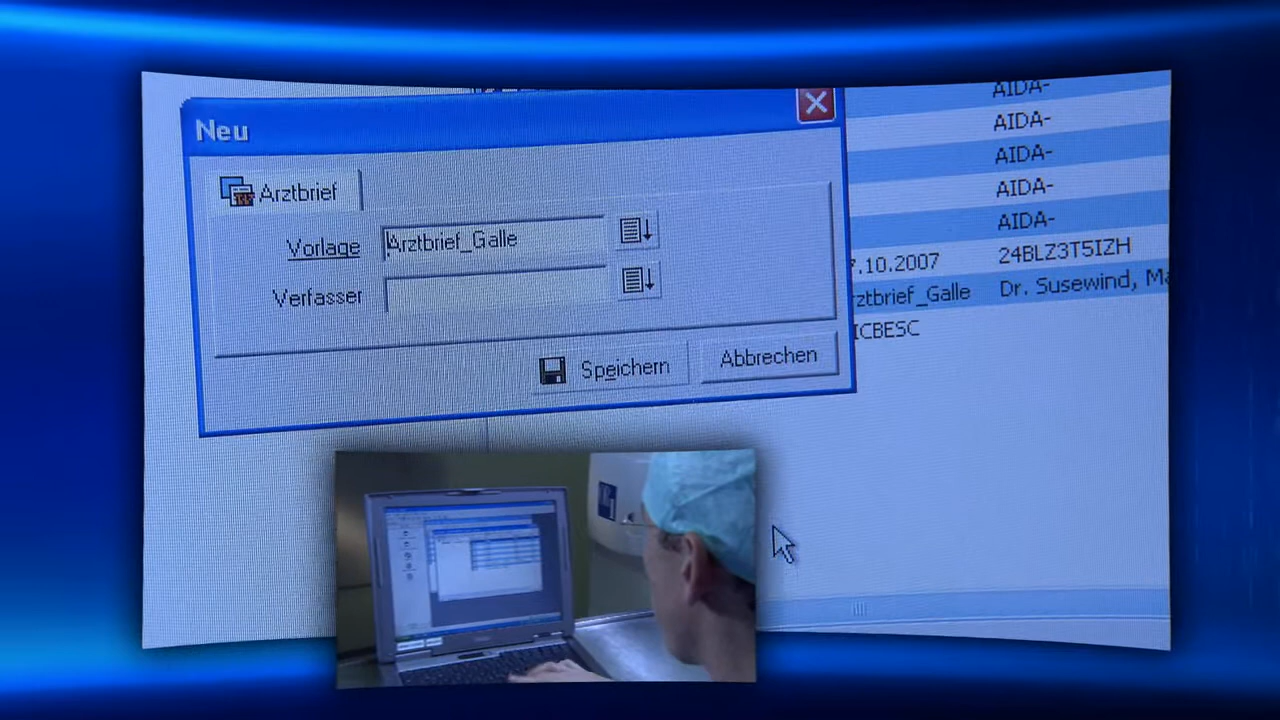 Neu
Arztbrief
Vorlage
Arztbrief_Galle
Verfasser
Speichern
Abbrechen
AIDA-
AIDA-
AIDA-
AIDA-
AIDA-
.10.2007 24BLZ3T5IZH
rztbrief_Galle Dr. Susewind, Ma
ICBESC